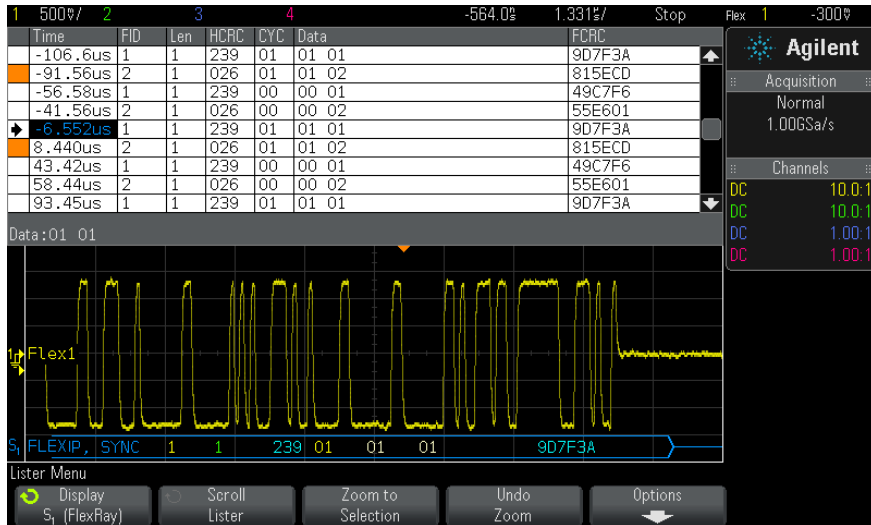 1 500V/ 2 3 4 -564.0ns 1.331us/ Stop Flex 1 -300V
Time FID Len HCRC CYC Data FCRC
-106.6us 1 1 239 01 01 01 9D7F3A
-91.56us 2 1 026 01 01 02 815ECD
-56.58us 1 1 239 00 00 01 49C7F6
-41.56us 2 1 026 00 00 02 55E601
-6.552us 1 1 239 01 01 01 9D7F3A
8.440us 2 1 026 01 01 02 815ECD
43.42us 1 1 239 00 00 01 49C7F6
58.44us 2 1 026 00 00 02 55E601
93.45us 1 1 239 01 01 01 9D7F3A
Data:01 01
Agilent
Acquisition
Normal
1.00GSa/s
Channels
DC 10.0:1
DC 10.0:1
DC 1.00:1
DC 1.00:1
1 Flex1
S1 FLEXIP, SYNC 1 1 239 01 01 01 9D7F3A
Lister Menu
Display
S1 (FlexRay)
Scroll
Lister
Zoom to
Selection
Undo
Zoom
Options